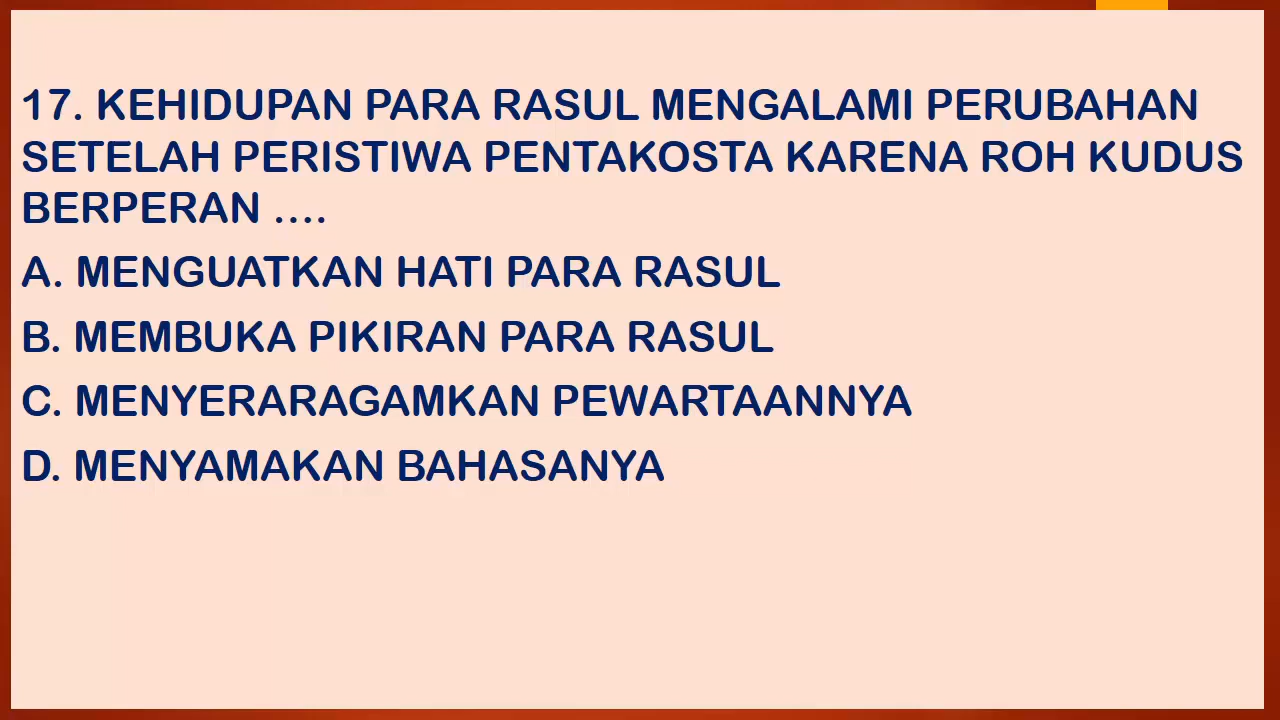 17. KEHIDUPAN PARA RASUL MENGALAMI PERUBAHAN
SETELAH PERISTIWA PENTAKOSTA KARENA ROH KUDUS
BERPERAN ....
A. MENGUATKAN HATI PARA RASUL
B. MEMBUKA PIKIRAN PARA RASUL
C. MENYERARAGAMKAN PEWARTAANNYA
D. MENYAMAKAN BAHASANYA